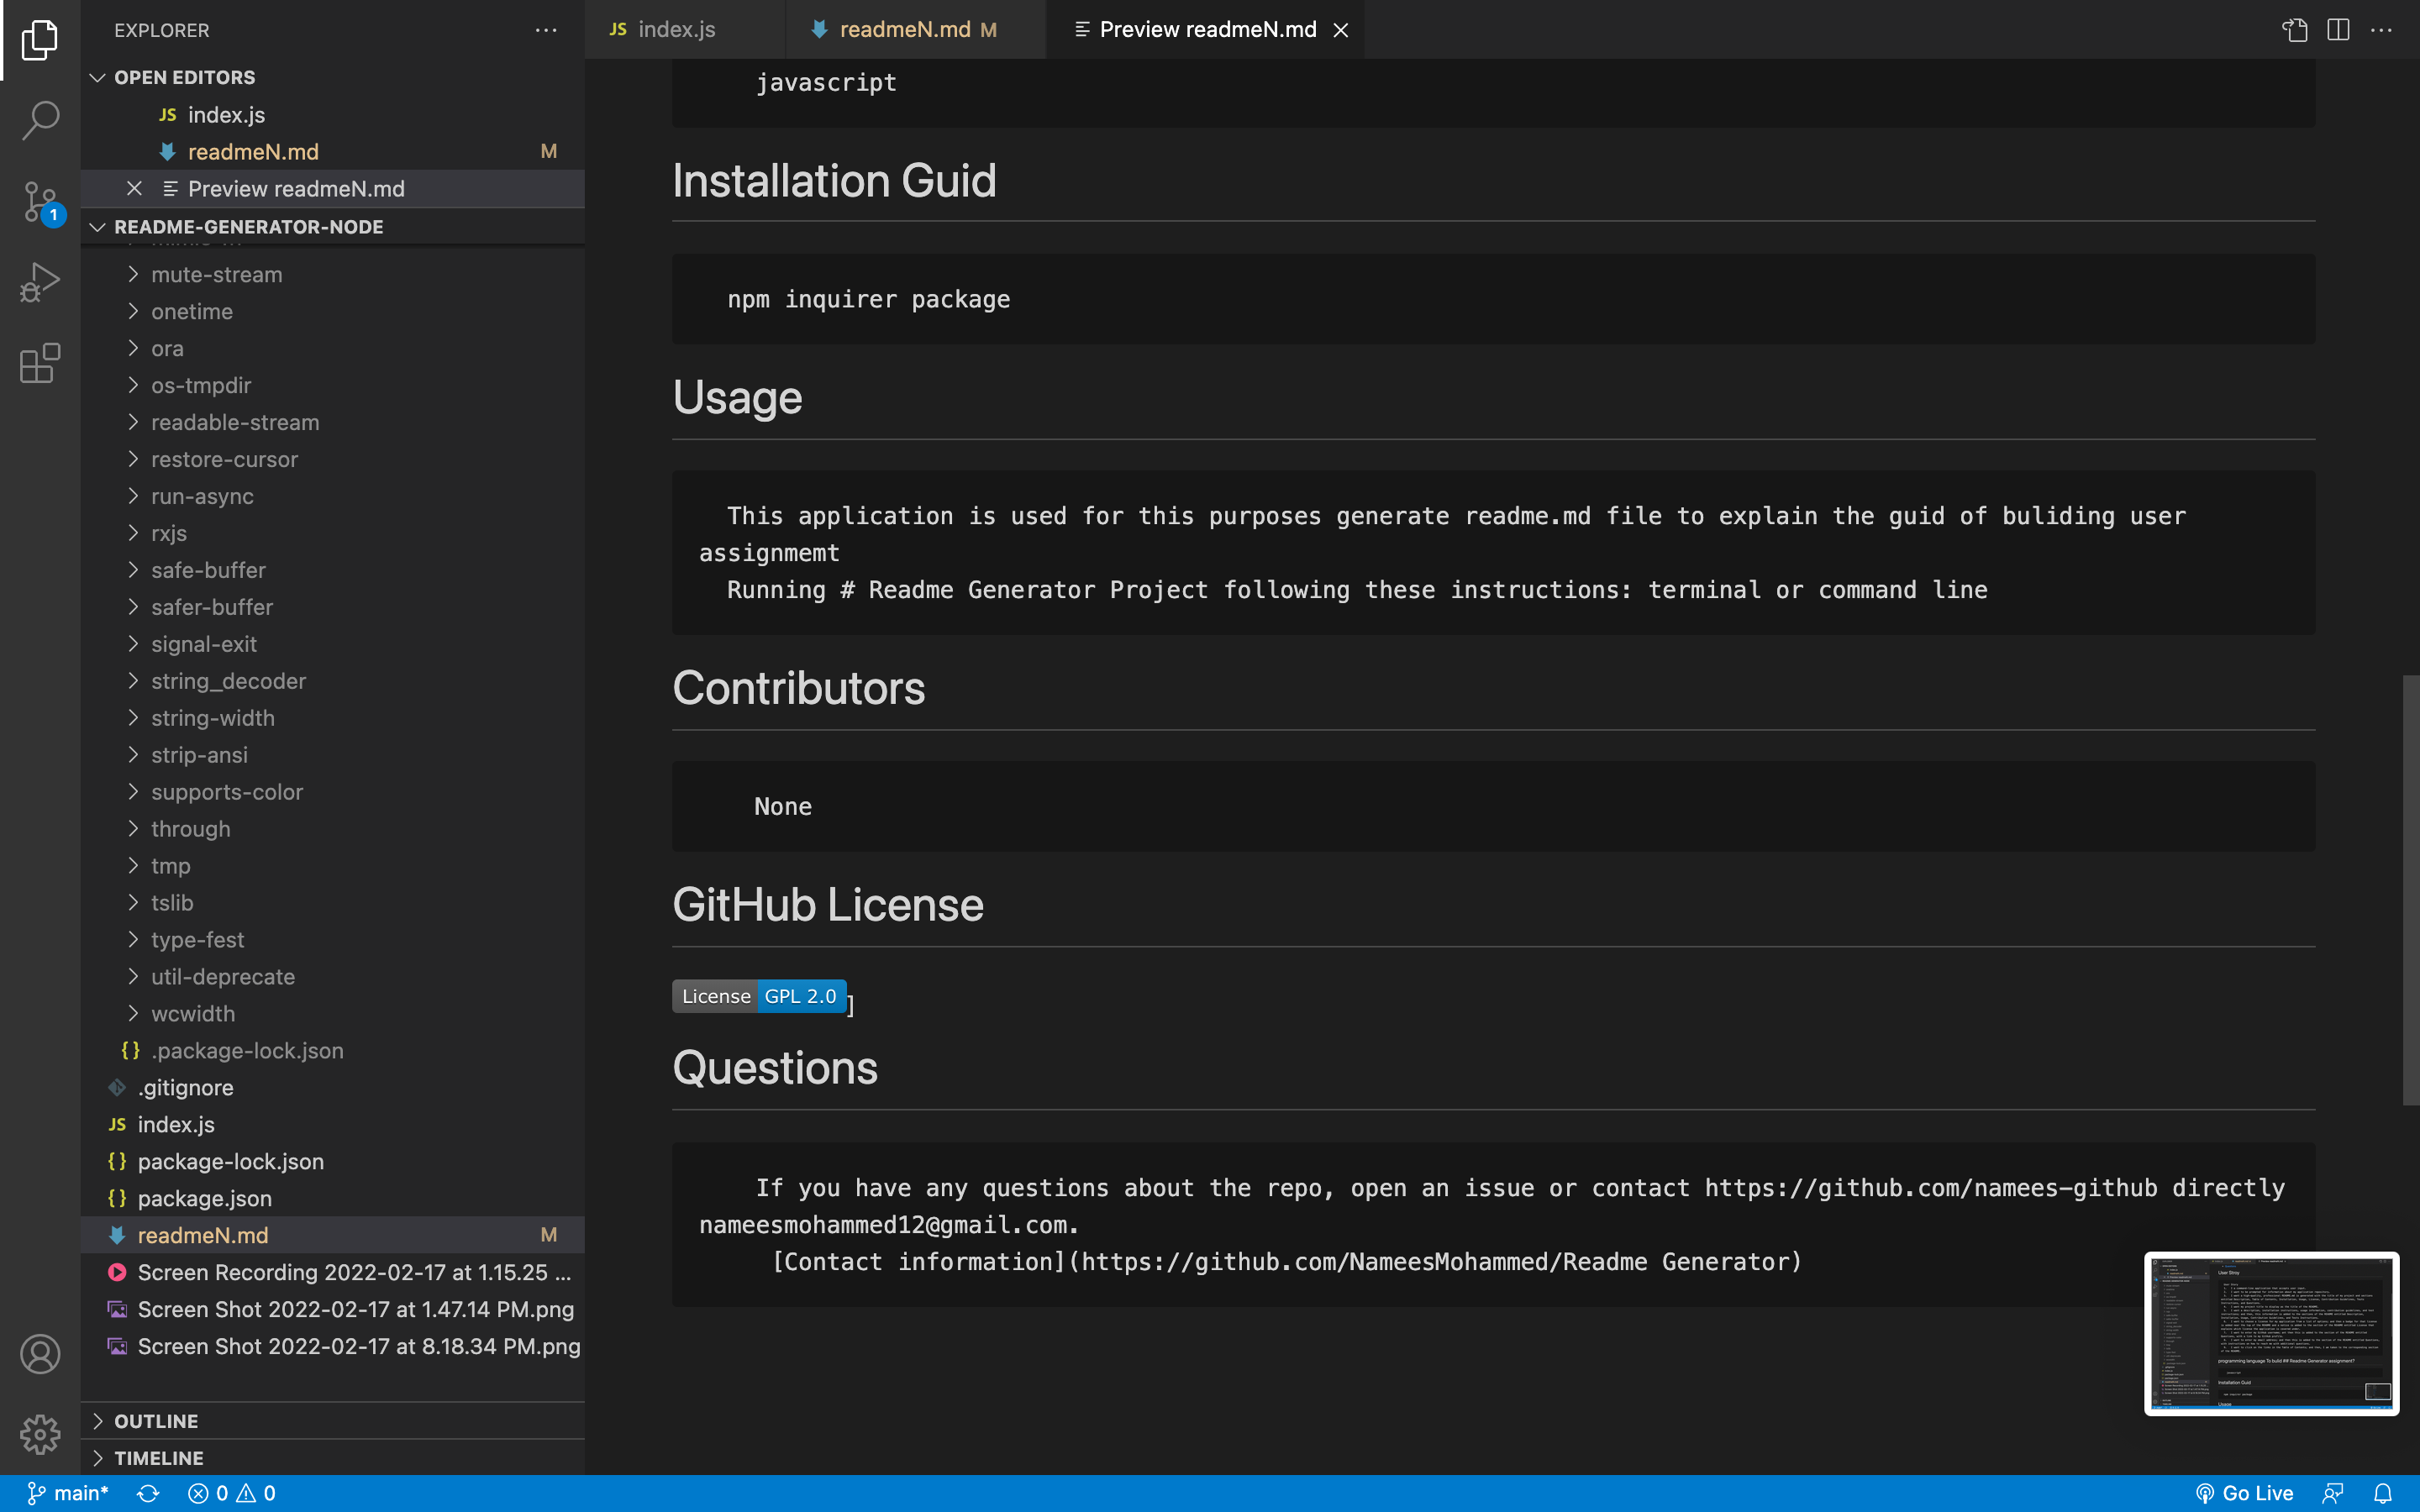 EXPLORER
OPEN EDITORS
JS index.js
readmeN.md M
Preview readmeN.md
README-GENERATOR-NODE
mute-stream
onetime
ora
os-tmpdir
readable-stream
restore-cursor
run-async
rxjs
safe-buffer
safer-buffer
signal-exit
string_decoder
string-width
strip-ansi
supports-color
through
tmp
tslib
type-fest
util-deprecate
wcwidth
{} .package-lock.json
.gitignore
JS index.js
{} package-lock.json
{} package.json
readmeN.md M
Screen Recording 2022-02-17 at 1.15.25 ...
Screen Shot 2022-02-17 at 1.47.14 PM.png
Screen Shot 2022-02-17 at 8.18.34 PM.png
OUTLINE
TIMELINE
1
JS index.js
readmeN.md M
Preview readmeN.md
javascript
Installation Guid
npm inquirer package
Usage
This application is used for this purposes generate readme.md file to explain the guid of buliding user
assignmemt
Running # Readme Generator Project following these instructions: terminal or command line
Contributors
None
GitHub License
License GPL 2.0 ]
Questions
If you have any questions about the repo, open an issue or contact https://github.com/namees-github directly
nameesmohammed12@gmail.com.
[Contact information](https://github.com/NameesMohammed/Readme Generator)
main* 0 0
Go Live